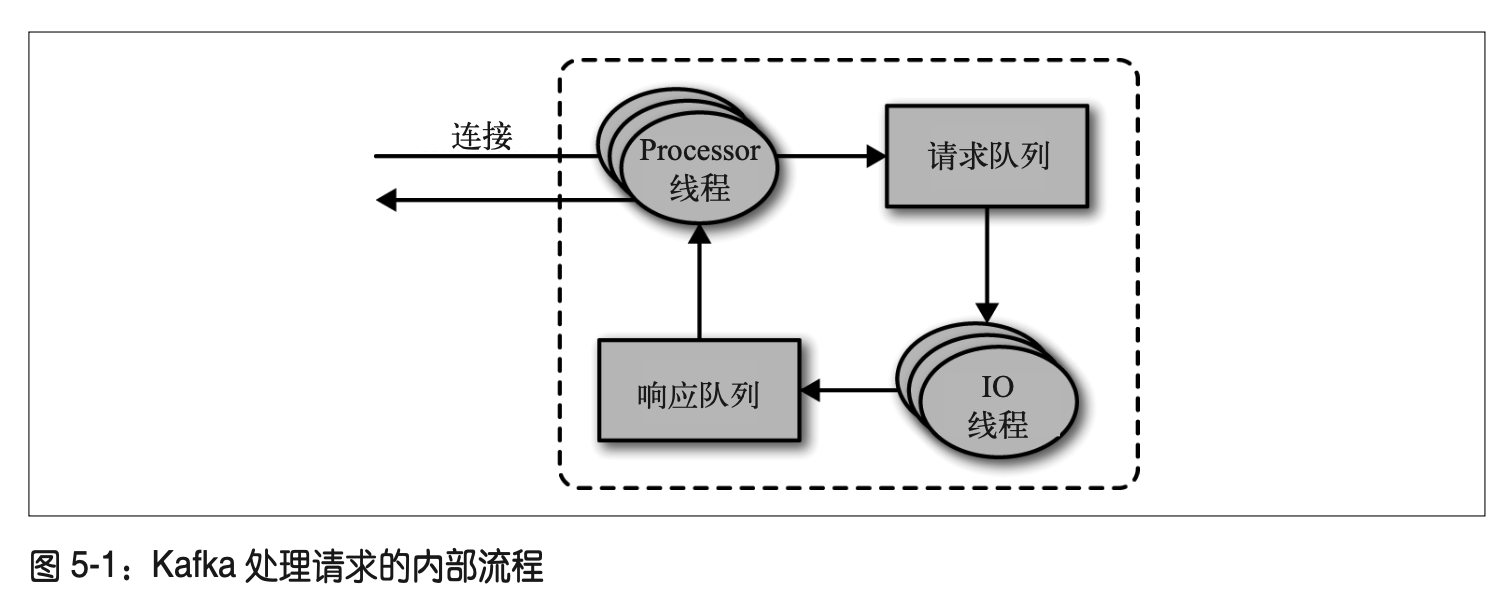 连接
Processor
线程
请求队列
响应队列
IO
线程
图 5-1：Kafka 处理请求的内部流程